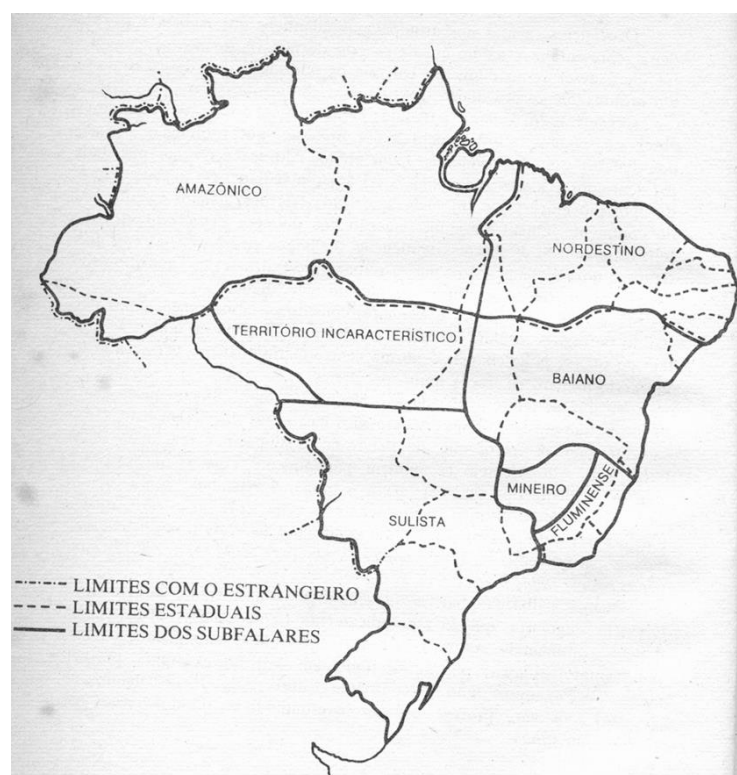 AMAZÔNICO
NORDESTINO
TERRITÓRIO INCARACTERÍSTICO
BAIANO
MINEIRO
FLUMINENSE
SULISTA
LIMITES COM O ESTRANGEIRO
LIMITES ESTADUAIS
LIMITES DOS SUBFALARES